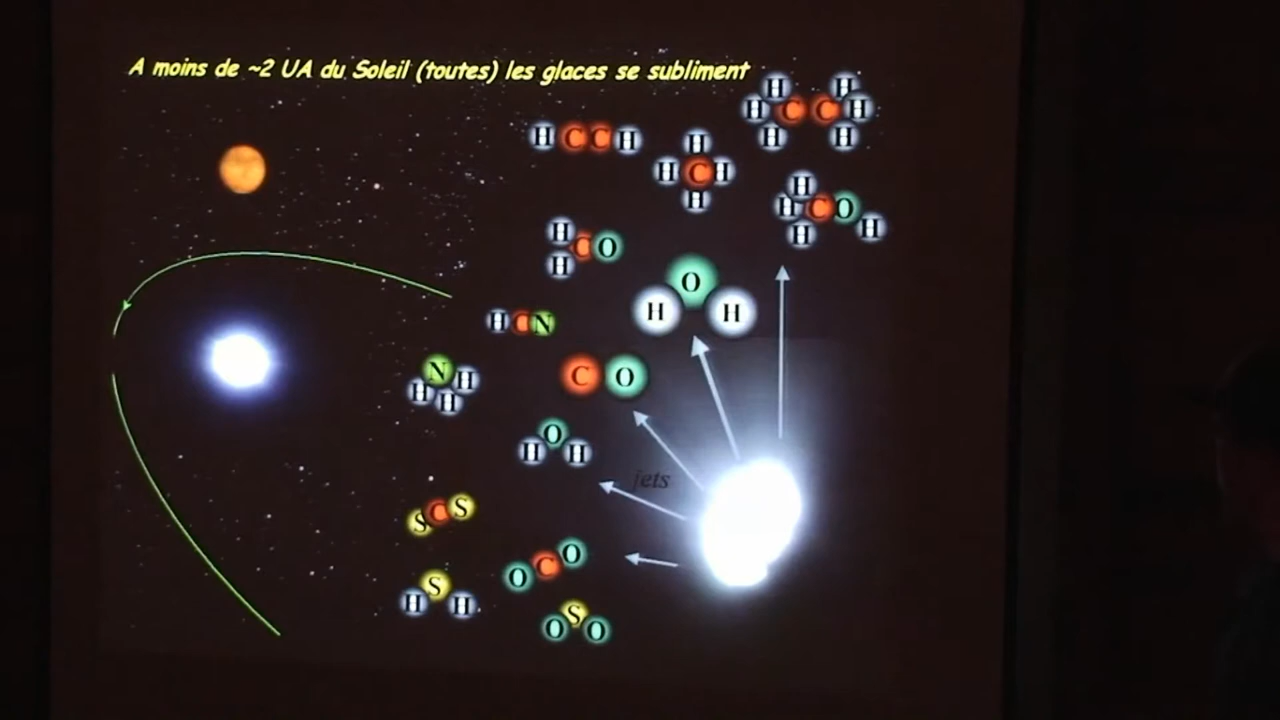 A moins de ~2 UA du Soleil (toutes) les glaces se subliment
H H
H C C H
H H
H C C H
H
H C H
H
H
H C O
H H
H
C O
H
O
H H
H C N
N
H H
H
C O
O
H H
jets
S C S
O C O
S
H H
S
O O